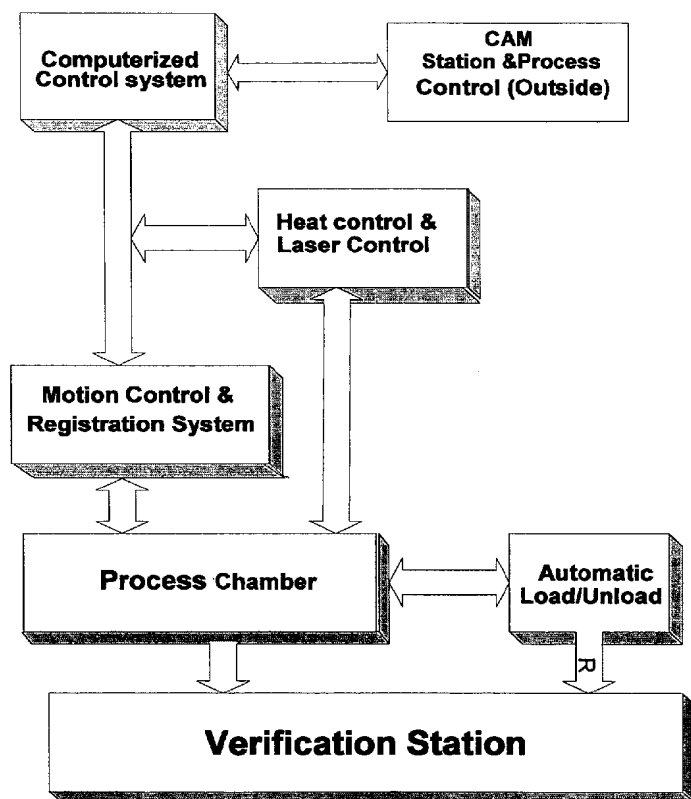 Computerized
Control system
CAM
Station &Process
Control (Outside)
Heat control &
Laser Control
Motion Control &
Registration System
Process Chamber
Automatic
Load/Unload
R
Verification Station